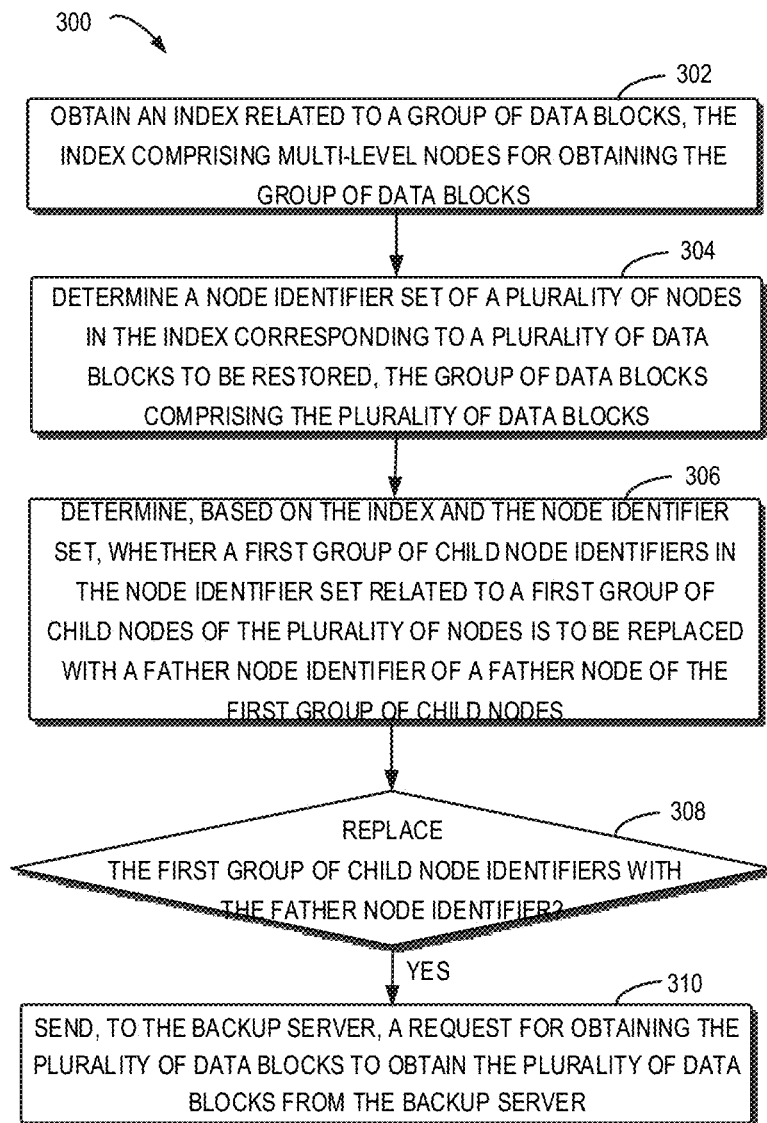 300
302
OBTAIN AN INDEX RELATED TO A GROUP OF DATA BLOCKS, THE
INDEX COMPRISING MULTI-LEVEL NODES FOR OBTAINING THE
GROUP OF DATA BLOCKS
304
DETERMINE A NODE IDENTIFIER SET OF A PLURALITY OF NODES
IN THE INDEX CORRESPONDING TO A PLURALITY OF DATA
BLOCKS TO BE RESTORED, THE GROUP OF DATA BLOCKS
COMPRISING THE PLURALITY OF DATA BLOCKS
306
DETERMINE, BASED ON THE INDEX AND THE NODE IDENTIFIER
SET, WHETHER A FIRST GROUP OF CHILD NODE IDENTIFIERS IN
THE NODE IDENTIFIER SET RELATED TO A FIRST GROUP OF
CHILD NODES OF THE PLURALITY OF NODES IS TO BE REPLACED
WITH A FATHER NODE IDENTIFIER OF A FATHER NODE OF THE
FIRST GROUP OF CHILD NODES
308
REPLACE
THE FIRST GROUP OF CHILD NODE IDENTIFIERS WITH
THE FATHER NODE IDENTIFIER?
YES
310
SEND, TO THE BACKUP SERVER, A REQUEST FOR OBTAINING THE
PLURALITY OF DATA BLOCKS TO OBTAIN THE PLURALITY OF DATA
BLOCKS FROM THE BACKUP SERVER